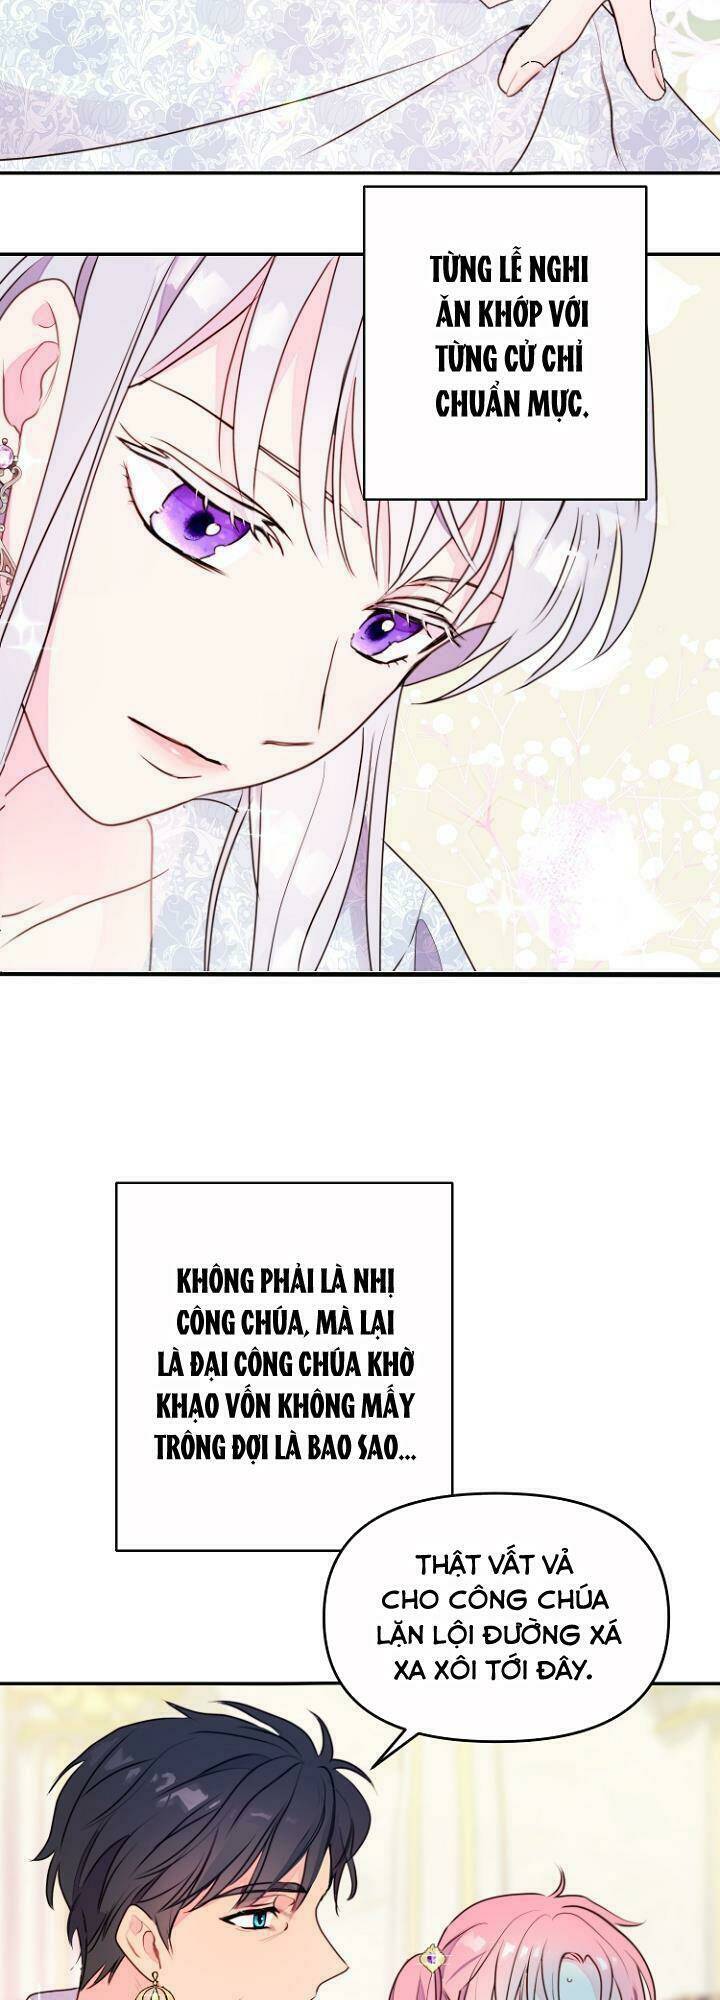 TỪNG LỄ NGHI
ĂN KHỚP VỚI
TỪNG CỬ CHỈ
CHUẨN MỰC.
KHÔNG PHẢI LÀ NHỊ
CÔNG CHÚA, MÀ LẠI
LÀ ĐẠI CÔNG CHÚA KHỜ
KHẠO VỐN KHÔNG MẤY
TRÔNG ĐỢI LÀ BAO SAO...
THẬT VẤT VẢ
CHO CÔNG CHÚA
LẶN LỘI ĐƯỜNG XÁ
XA XÔI TỚI ĐÂY.